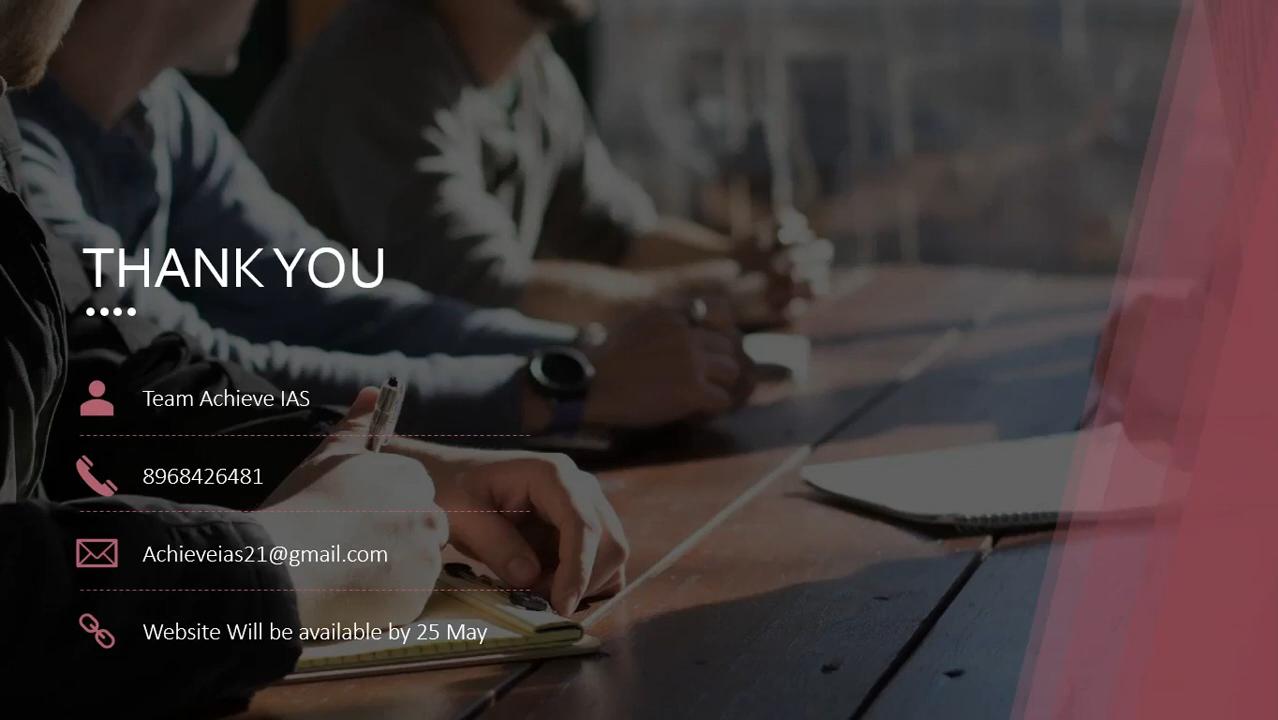 THANK YOU
Team Achieve IAS
8968426481
Achieveias21@gmail.com
Website Will be available by 25 May